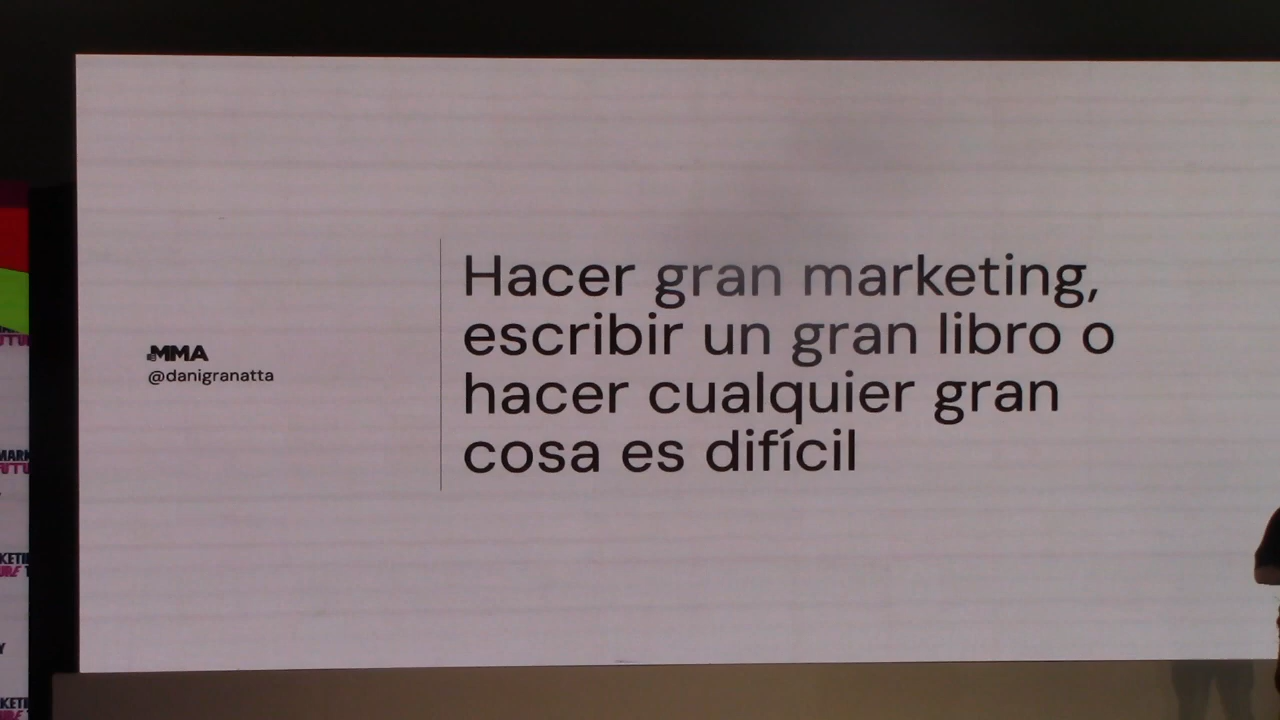 MMA
@danigranatta
Hacer gran marketing,
escribir un gran libro o
hacer cualquier gran
cosa es difícil